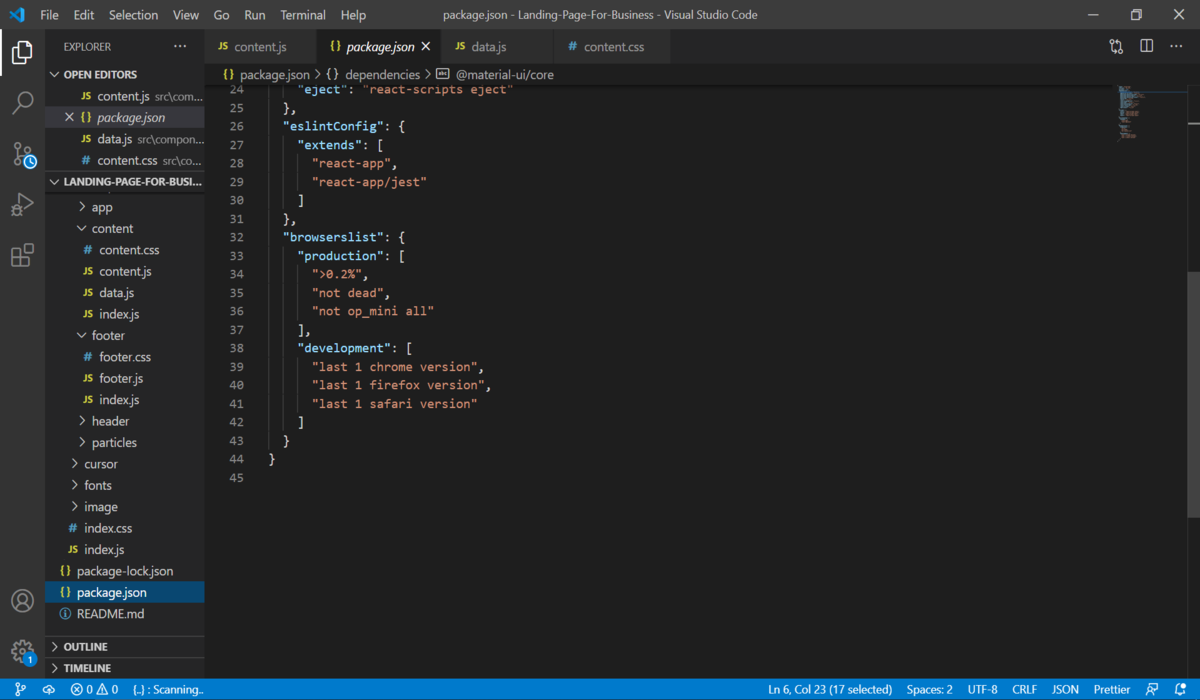 File Edit Selection View Go Run Terminal Help package.json - Landing-Page-For-Business - Visual Studio Code
EXPLORER
JS content.js {} package.json JS data.js # content.css
{} package.json > {} dependencies > abc @material-ui/core
OPEN EDITORS
JS content.js src\com...
{} package.json
JS data.js src\compon...
# content.css src\co...
LANDING-PAGE-FOR-BUSI...
app
content
# content.css
JS content.js
JS data.js
JS index.js
footer
# footer.css
JS footer.js
JS index.js
header
particles
cursor
fonts
image
# index.css
JS index.js
{} package-lock.json
{} package.json
README.md
OUTLINE
TIMELINE
24 "eject": "react-scripts eject"
25 },
26 "eslintConfig": {
27 "extends": [
28 "react-app",
29 "react-app/jest"
30 ]
31 },
32 "browserslist": {
33 "production": [
34 ">0.2%",
35 "not dead",
36 "not op_mini all"
37 ],
38 "development": [
39 "last 1 chrome version",
40 "last 1 firefox version",
41 "last 1 safari version"
42 ]
43 }
44 }
45
1
0 0 {..} : Scanning.. Ln 6, Col 23 (17 selected) Spaces: 2 UTF-8 CRLF JSON Prettier